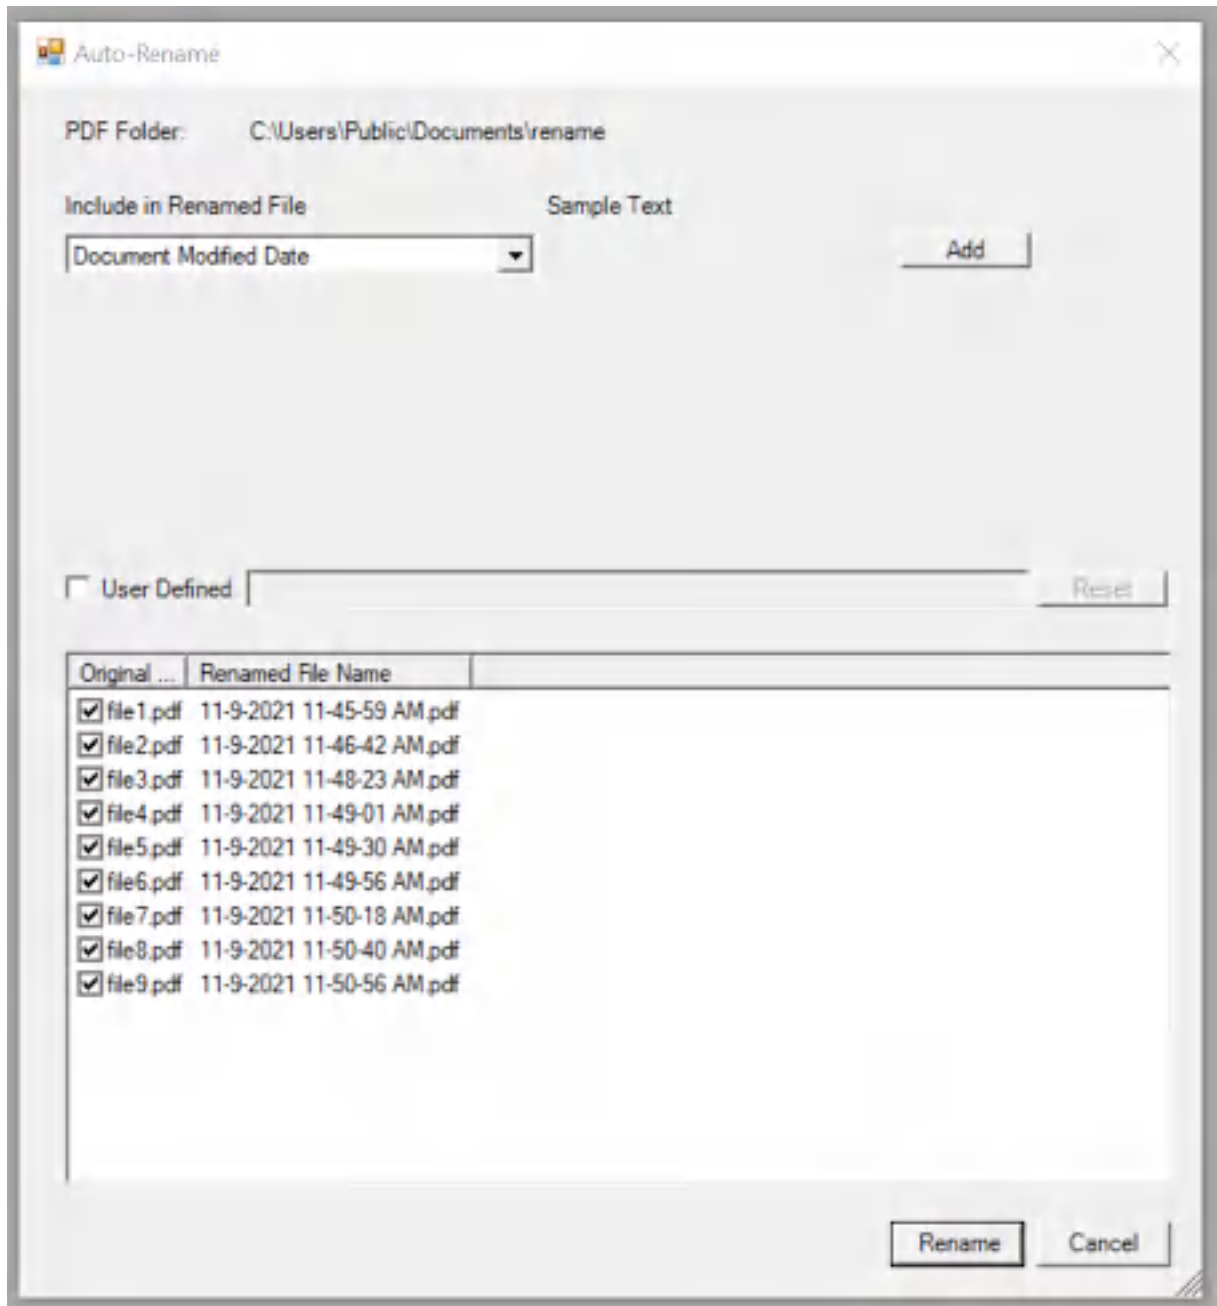 Auto-Rename
PDF Folder: C:\Users\Public\Documents\rename
Include in Renamed File Sample Text
Document Modified Date Add
User Defined Reset
Original ... Renamed File Name
file1.pdf 11-9-2021 11-45-59 AM.pdf
file2.pdf 11-9-2021 11-46-42 AM.pdf
file3.pdf 11-9-2021 11-48-23 AM.pdf
file4.pdf 11-9-2021 11-49-01 AM.pdf
file5.pdf 11-9-2021 11-49-30 AM.pdf
file6.pdf 11-9-2021 11-49-56 AM.pdf
file7.pdf 11-9-2021 11-50-18 AM.pdf
file8.pdf 11-9-2021 11-50-40 AM.pdf
file9.pdf 11-9-2021 11-50-56 AM.pdf
Rename Cancel